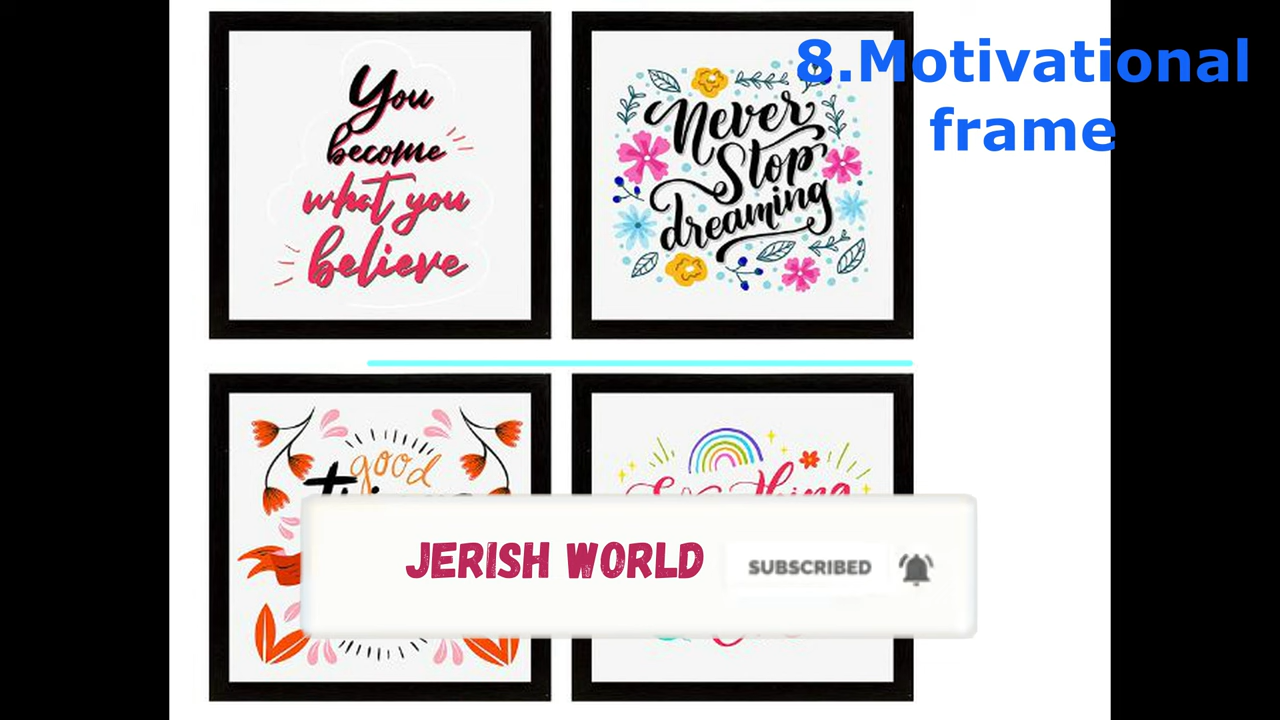 8.Motivational
frame
You
become
what you
believe
Never
Stop
dreaming
good
JERISH WORLD
SUBSCRIBED